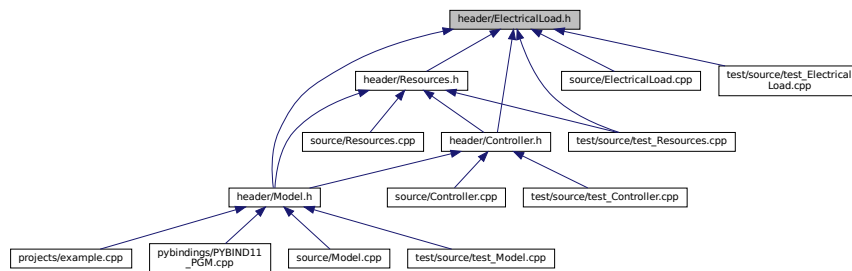 header/ElectricalLoad.h
header/Resources.h
source/ElectricalLoad.cpp
test/source/test_Electrical
Load.cpp
source/Resources.cpp
header/Controller.h
test/source/test_Resources.cpp
header/Model.h
source/Controller.cpp
test/source/test_Controller.cpp
projects/example.cpp
pybindings/PYBIND11
_PGM.cpp
source/Model.cpp
test/source/test_Model.cpp